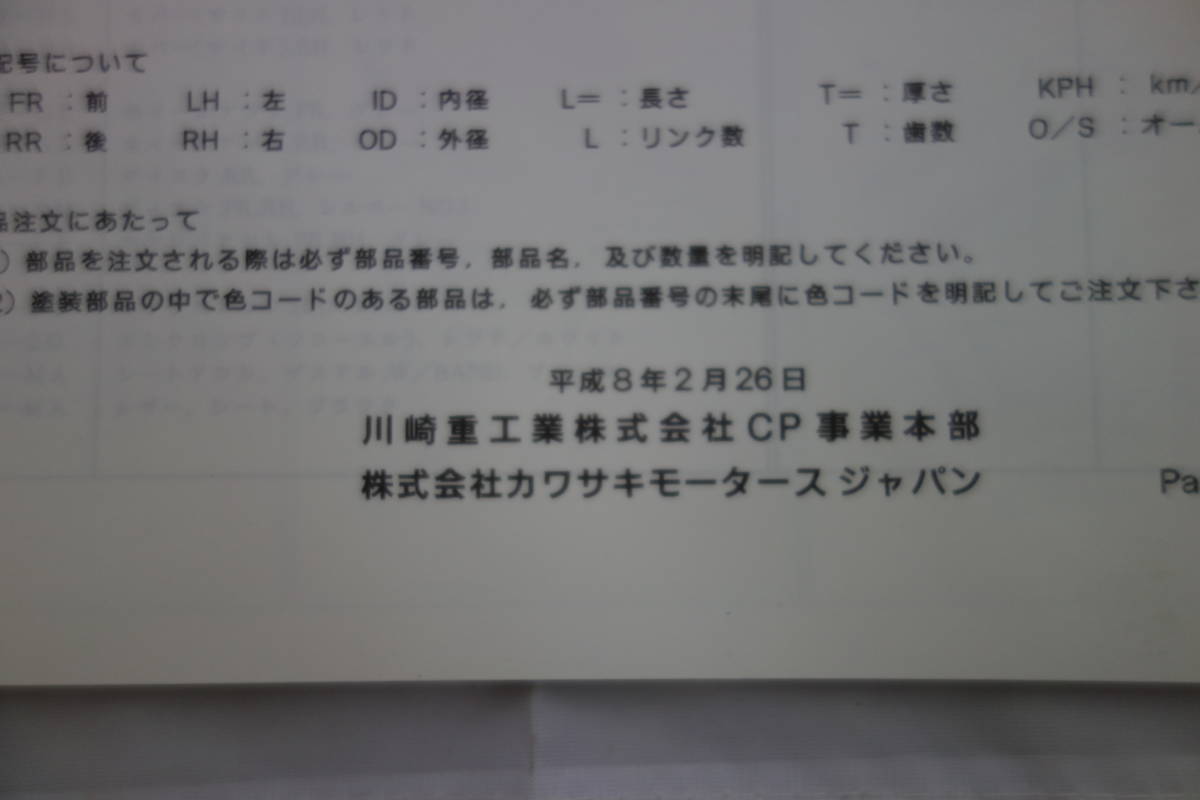 記号について
FR : 前 LH : 左 ID : 内径 L= : 長さ T= : 厚さ KPH : km/
RR : 後 RH : 右 OD : 外径 L : リンク数 T : 歯数 O/S : オー
品注文にあたって
) 部品を注文される際は必ず部品番号, 部品名, 及び数量を明記してください。
2) 塗装部品の中で色コードのある部品は, 必ず部品番号の末尾に色コードを明記してご注文下さ
平成8年2月26日
川崎重工業株式会社CP事業本部
株式会社カワサキモータース ジャパン
Pa